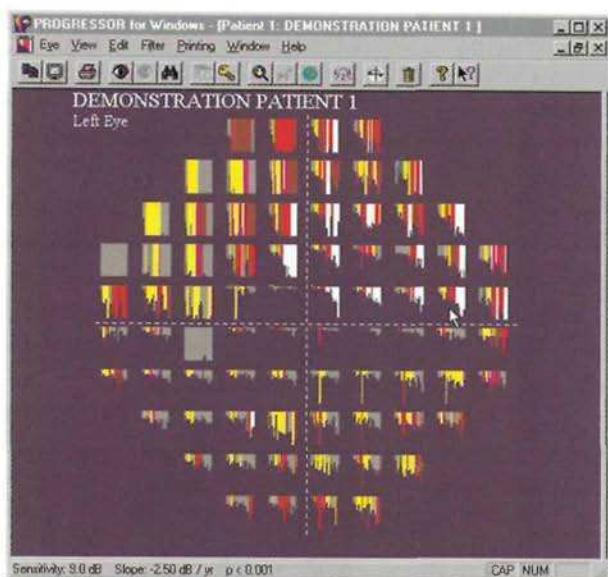 PROGRESSOR for Windows - [Patient 1: DEMONSTRATION PATIENT 1 ]
Eye View Edit Filter Printing Window Help
DEMONSTRATION PATIENT 1
Left Eye
Sensitivity: 9.0 dB Slope: -2.50 dB / yr p < 0.001 CAP NUM